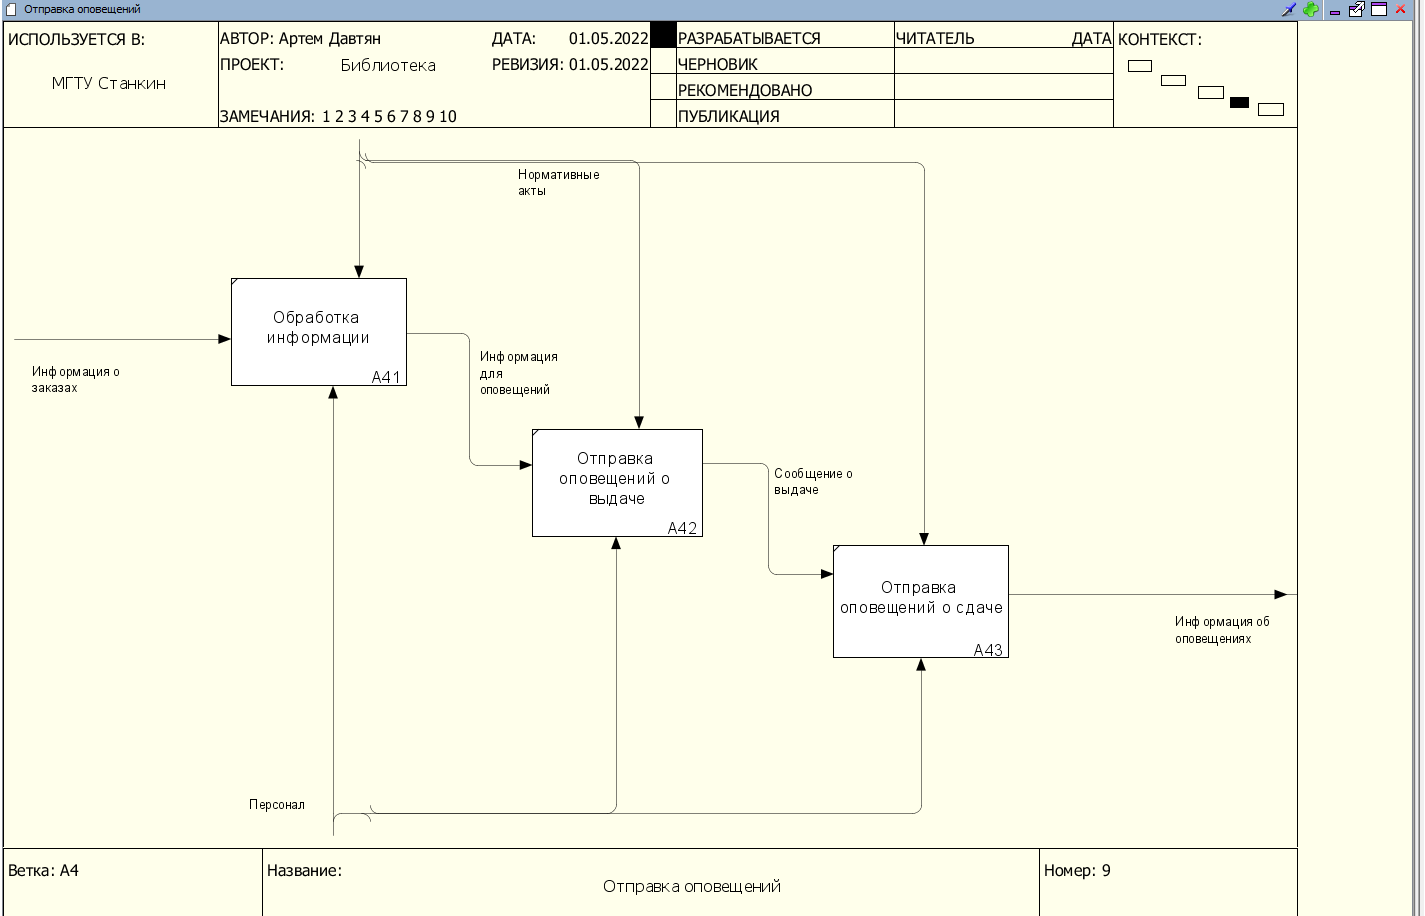 Отправка оповещений
ИСПОЛЬЗУЕТСЯ В:
МГТУ Станкин
АВТОР: Артем Давтян
ДАТА: 01.05.2022
ПРОЕКТ: Библиотека
РЕВИЗИЯ: 01.05.2022
ЗАМЕЧАНИЯ: 1 2 3 4 5 6 7 8 9 10
РАЗРАБАТЫВАЕТСЯ
ЧЕРНОВИК
РЕКОМЕНДОВАНО
ПУБЛИКАЦИЯ
ЧИТАТЕЛЬ ДАТА
КОНТЕКСТ:
Нормативные
акты
Обработка
информации
A41
Информация о
заказах
Информация
для
оповещений
Отправка
оповещений о
выдаче
A42
Сообщение о
выдаче
Отправка
оповещений о сдаче
A43
Информация об
оповещениях
Персонал
Ветка: A4
Название:
Отправка оповещений
Номер: 9